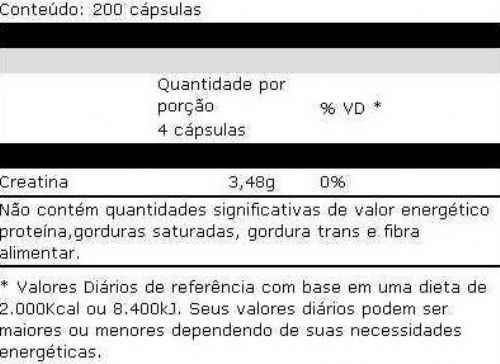 Conteúdo: 200 cápsulas
Quantidade por
porção
% VD *
4 cápsulas
Creatina 3,48g 0%
Não contém quantidades significativas de valor energético
proteína,gorduras saturadas, gordura trans e fibra
alimentar.
* Valores Diários de referência com base em uma dieta de
2.000Kcal ou 8.400kJ. Seus valores diários podem ser
maiores ou menores dependendo de suas necessidades
energéticas.